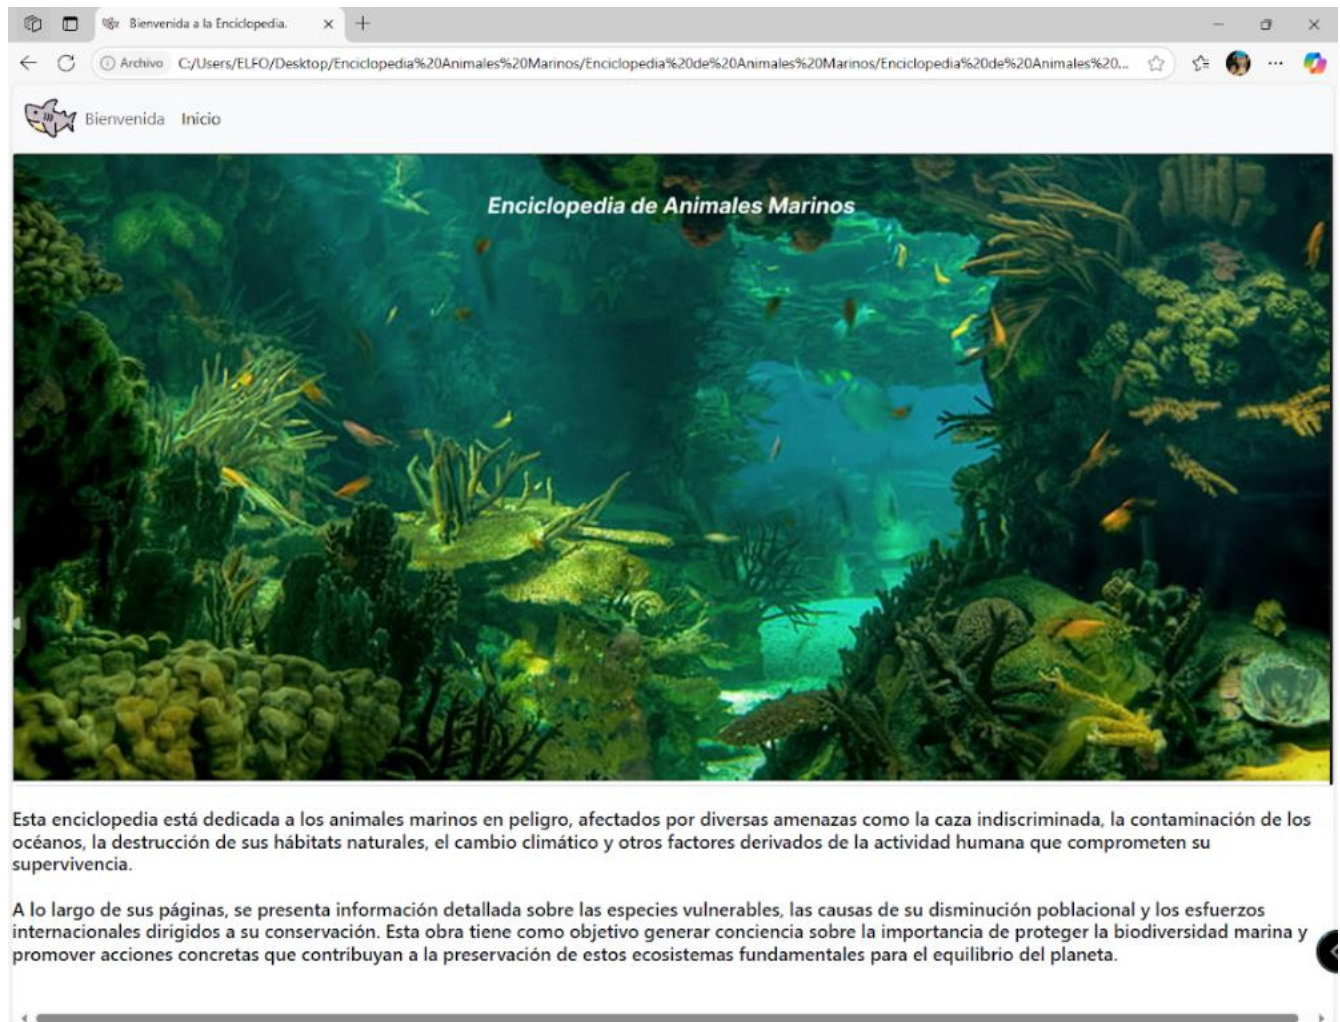 Bienvenida a la Enciclopedia.
Archivo C:/Users/ELFO/Desktop/Enciclopedia%20Animales%20Marinos/Enciclopedia%20de%20Animales%20Marinos/Enciclopedia%20de%20Animales%20...
Bienvenida Inicio
Enciclopedia de Animales Marinos
Esta enciclopedia está dedicada a los animales marinos en peligro, afectados por diversas amenazas como la caza indiscriminada, la contaminación de los
océanos, la destrucción de sus hábitats naturales, el cambio climático y otros factores derivados de la actividad humana que comprometen su
supervivencia.
A lo largo de sus páginas, se presenta información detallada sobre las especies vulnerables, las causas de su disminución poblacional y los esfuerzos
internacionales dirigidos a su conservación. Esta obra tiene como objetivo generar conciencia sobre la importancia de proteger la biodiversidad marina y
promover acciones concretas que contribuyan a la preservación de estos ecosistemas fundamentales para el equilibrio del planeta.